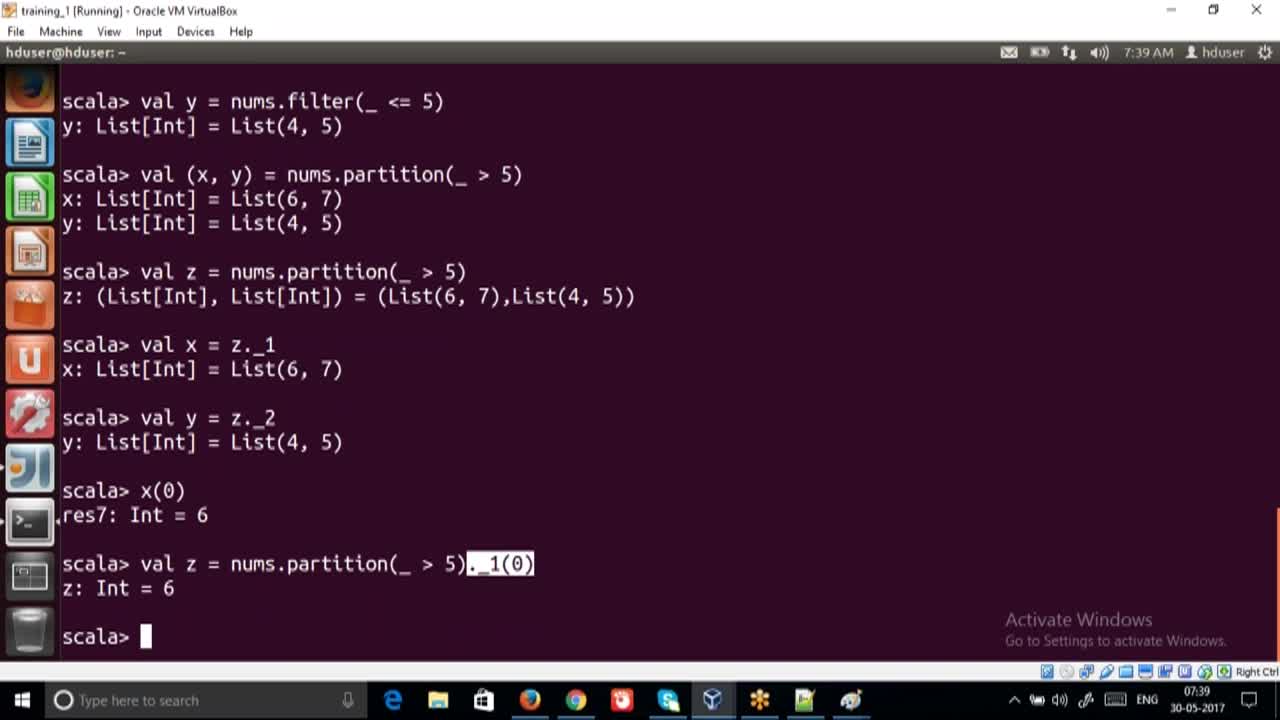 training_1 [Running] - Oracle VM VirtualBox
File Machine View Input Devices Help
hduser@hduser: ~ 7:39 AM hduser
scala> val y = nums.filter(_ <= 5)
y: List[Int] = List(4, 5)
scala> val (x, y) = nums.partition(_ > 5)
x: List[Int] = List(6, 7)
y: List[Int] = List(4, 5)
scala> val z = nums.partition(_ > 5)
z: (List[Int], List[Int]) = (List(6, 7),List(4, 5))
scala> val x = z._1
x: List[Int] = List(6, 7)
scala> val y = z._2
y: List[Int] = List(4, 5)
scala> x(0)
res7: Int = 6
scala> val z = nums.partition(_ > 5)._1(0)
z: Int = 6
scala>
Activate Windows
Go to Settings to activate Windows.
Right Ctrl
Type here to search
ENG
07:39
30-05-2017